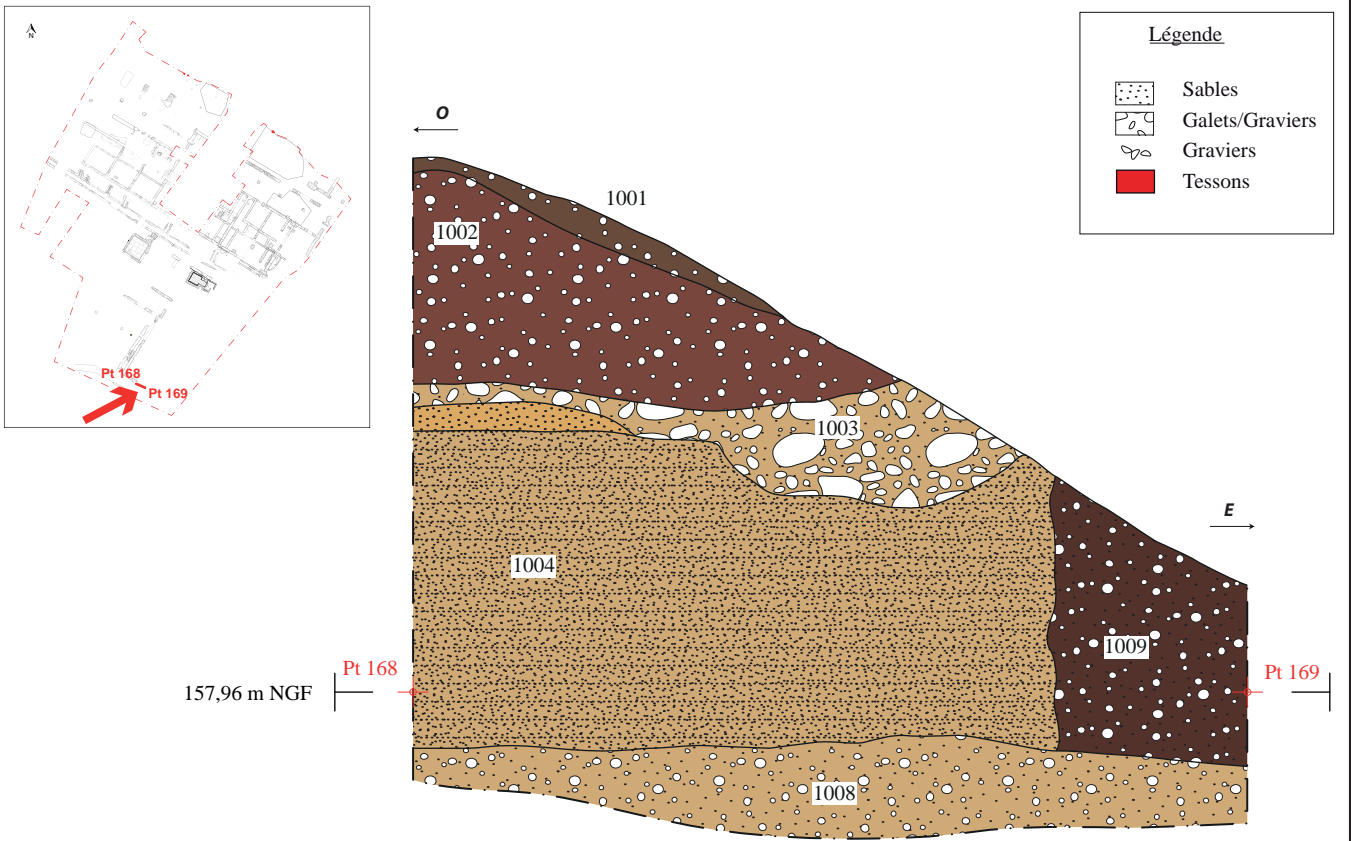 N
Pt 168
Pt 169
Légende
Sables
Galets/Graviers
Graviers
Tessons
O
1001
1002
1003
1004
E
1009
Pt 168
Pt 169
157,96 m NGF
1008